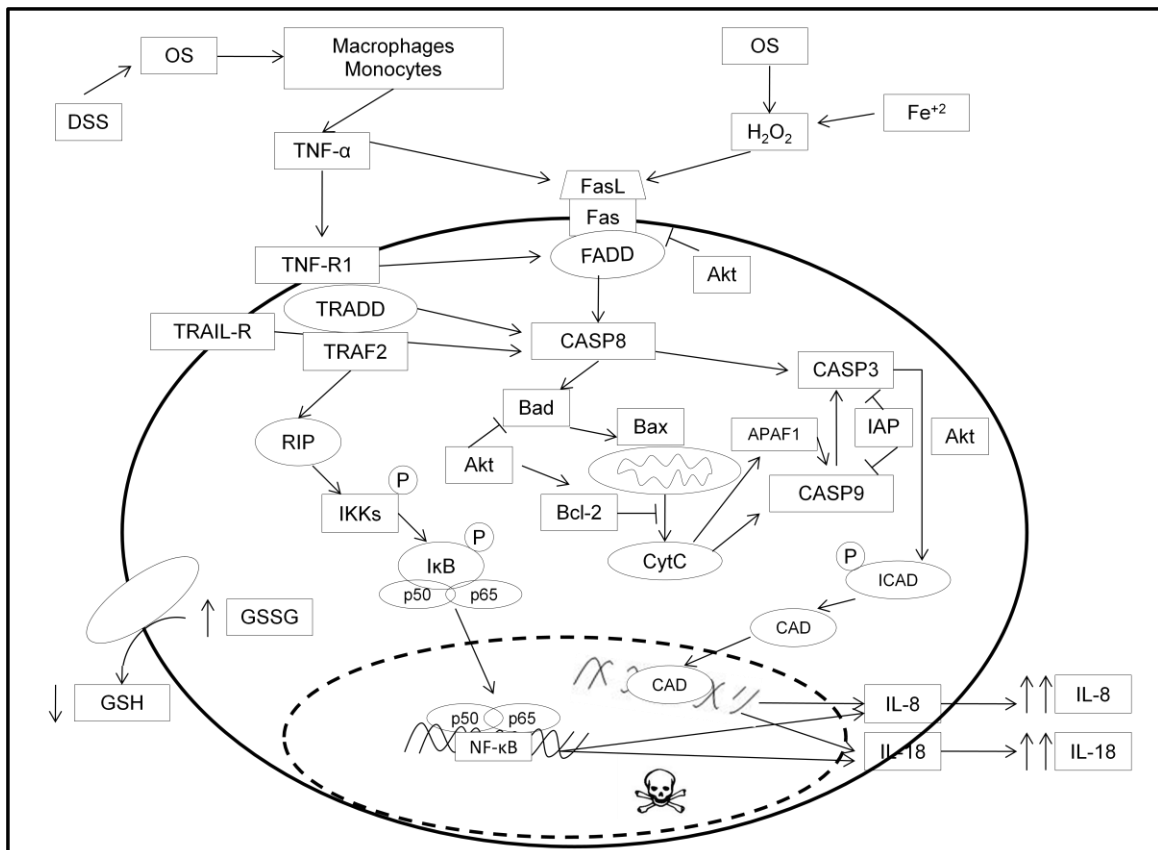 OS
Macrophages
Monocytes
OS
DSS
Fe⁺²
H₂O₂
TNF-α
FasL
Fas
TNF-R1
FADD
Akt
TRADD
TRAIL-R
CASP8
TRAF2
CASP3
Bad
Bax
APAF1
IAP
Akt
RIP
Akt
P
CASP9
IKKs
Bcl-2
P
CytC
IκB
P
ICAD
p50
p65
GSSG
CAD
GSH
CAD
IL-8
IL-8
p50
p65
NF-κB
IL-18
IL-18